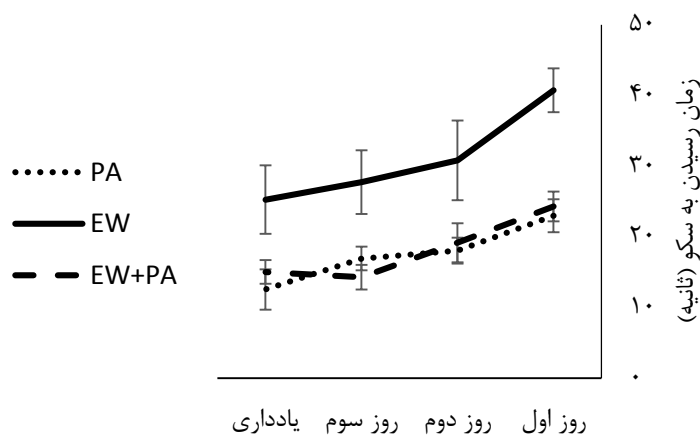 ۵۰
۴۰
۳۰
۲۰
۱۰
۰
زمان رسیدن به سکو (ثانیه)
روز اول
روز دوم
روز سوم
یادداری
PA
EW
EW+PA